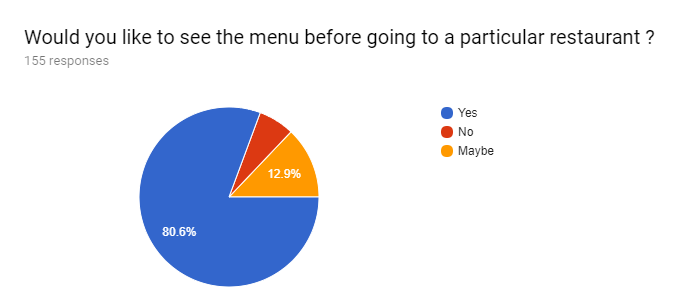 Would you like to see the menu before going to a particular restaurant ?
155 responses
Yes
No
Maybe
12.9%
80.6%